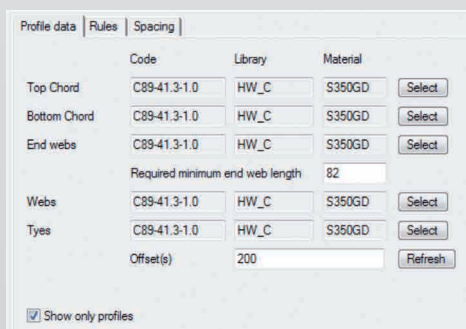 Profile data Rules Spacing
Code Library Material
Top Chord C89-41.3-1.0 HW_C S350GD Select
Bottom Chord C89-41.3-1.0 HW_C S350GD Select
End webs C89-41.3-1.0 HW_C S350GD Select
Required minimum end web length 82
Webs C89-41.3-1.0 HW_C S350GD Select
Tyes C89-41.3-1.0 HW_C S350GD Select
Offset(s) 200 Refresh
Show only profiles